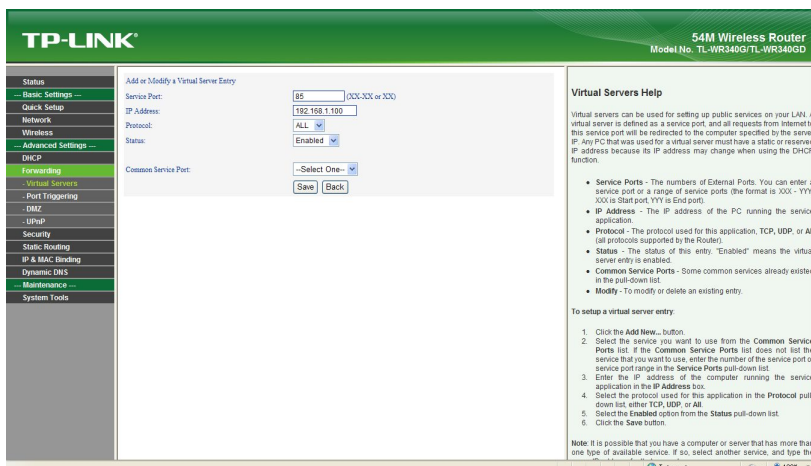 TP-LINK®
54M Wireless Router
Model No. TL-WR340G/TL-WR340GD
Status
--- Basic Settings ---
Quick Setup
Network
Wireless
--- Advanced Settings ---
DHCP
Forwarding
- Virtual Servers
- Port Triggering
- DMZ
- UPnP
Security
Static Routing
IP & MAC Binding
Dynamic DNS
--- Maintenance ---
System Tools
Add or Modify a Virtual Server Entry
Service Port: 85 (XX-XX or XX)
IP Address: 192.168.1.100
Protocol: ALL
Status: Enabled
Common Service Port: --Select One--
Save Back
Virtual Servers Help
Virtual servers can be used for setting up public services on your LAN.
virtual server is defined as a service port, and all requests from Internet
this service port will be redirected to the computer specified by the
IP. Any PC that was used for a virtual server must have a static or
IP address because its IP address may change when using the
function.
• Service Ports - The numbers of External Ports. You can enter
service port or a range of service ports (the format is XXX - YYY
XXX is Start port, YYY is End port).
• IP Address - The IP address of the PC running the
application.
• Protocol - The protocol used for this application, TCP, UDP, or
(all protocols supported by the Router).
• Status - The status of this entry. "Enabled" means the
server entry is enabled.
• Common Service Ports - Some common services already
in the pull-down list.
• Modify - To modify or delete an existing entry.
To setup a virtual server entry:
1. Click the Add New... button.
2. Select the service you want to use from the Common
Ports list. If the Common Service Ports list does not list
service that you want to use, enter the number of the service port
service port range in the Service Ports pull-down list.
3. Enter the IP address of the computer running the
application in the IP Address box.
4. Select the protocol used for this application in the Protocol
down list, either TCP, UDP, or All.
5. Select the Enabled option from the Status pull-down list.
6. Click the Save button.
Note: It is possible that you have a computer or server that has more
one type of available service. If so, select another service, and type